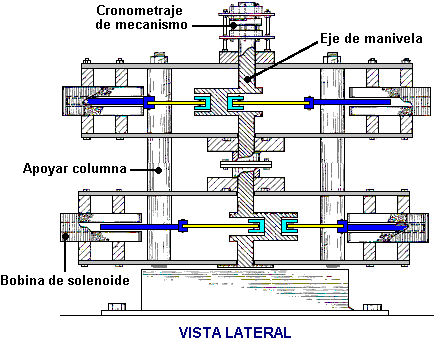 Cronometraje
de mecanismo
Eje de manivela
Apoyar columna
Bobina de solenoide
VISTA LATERAL